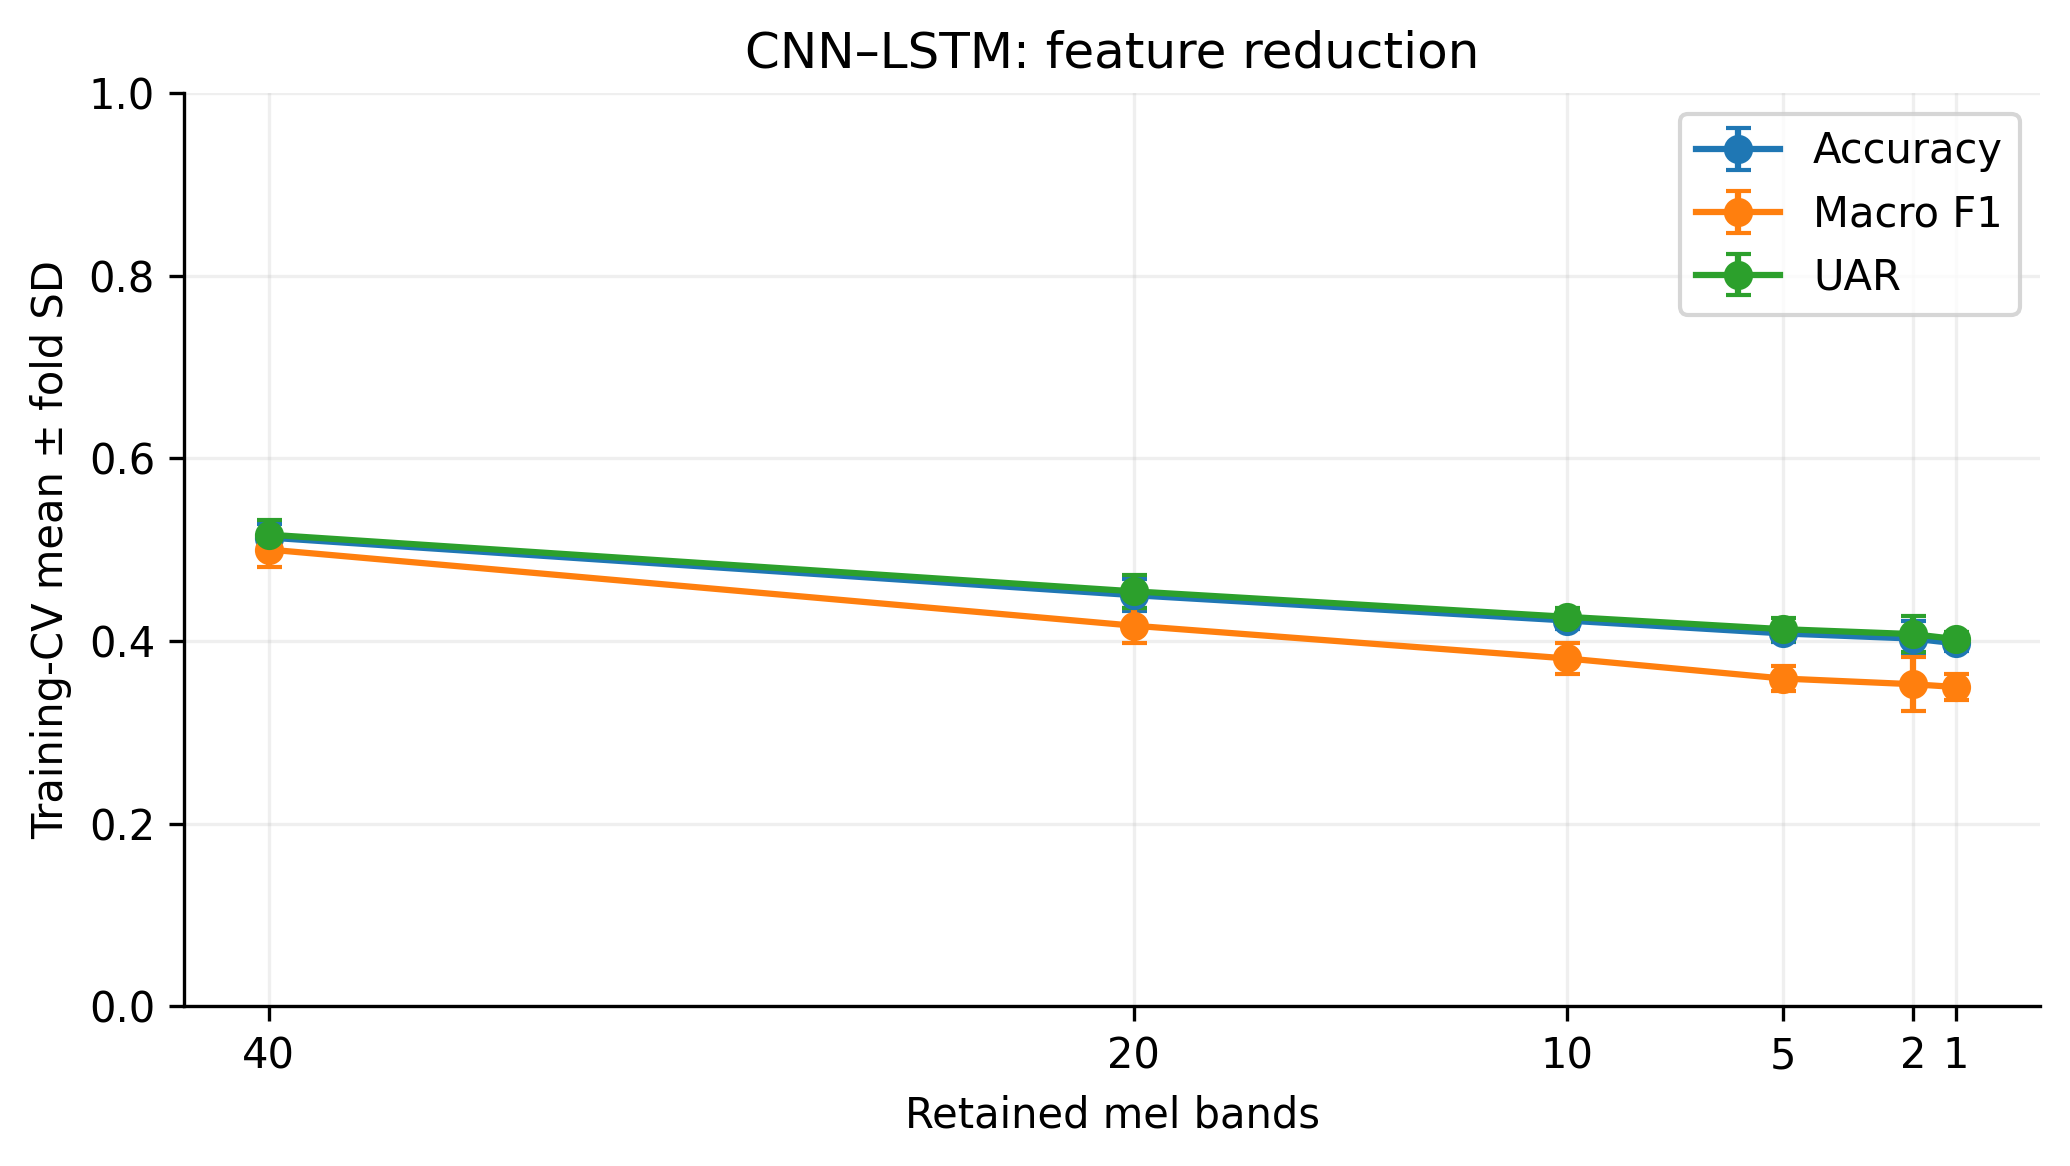 CNN–LSTM: feature reduction
Training-CV mean ± fold SD
1.0
0.8
0.6
0.4
0.2
0.0
Accuracy
Macro F1
UAR
40 20 10 5 2 1
Retained mel bands